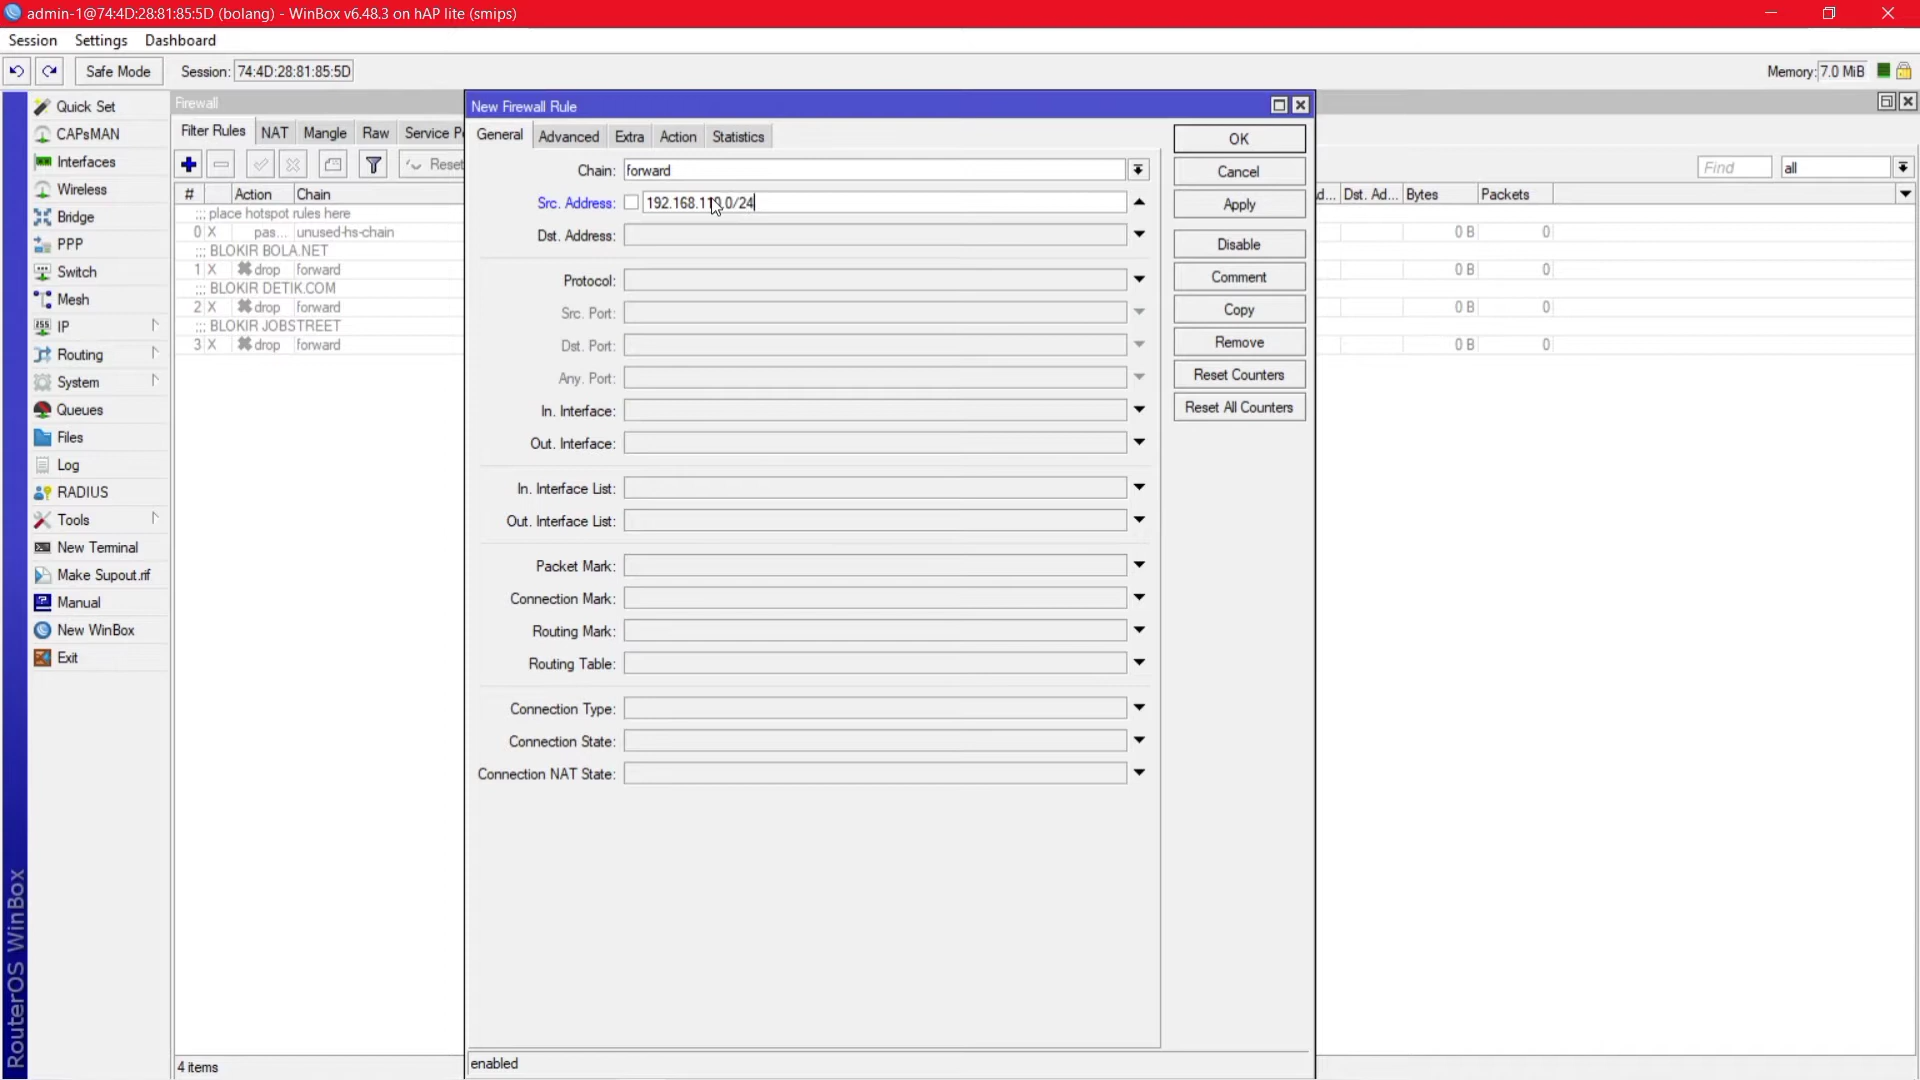 admin-1@74:4D:28:81:85:5D (bolang) - WinBox v6.48.3 on hAP lite (smips)
Session Settings Dashboard
Safe Mode Session: 74:4D:28:81:85:5D Memory: 7.0 MiB
Quick Set
CAPsMAN
Interfaces
Wireless
Bridge
PPP
Switch
Mesh
IP
Routing
System
Queues
Files
Log
RADIUS
Tools
New Terminal
Make Supout.rif
Manual
New WinBox
Exit
RouterOS WinBox
Firewall
Filter Rules NAT Mangle Raw Service
Reset
Find all
# Action Chain Dst. Ad... Bytes Packets
;;; place hotspot rules here
0 X pas... unused-hs-chain 0 B 0
;;; BLOKIR BOLA.NET
1 X drop forward 0 B 0
;;; BLOKIR DETIK.COM
2 X drop forward 0 B 0
;;; BLOKIR JOBSTREET
3 X drop forward 0 B 0
4 items
New Firewall Rule
General Advanced Extra Action Statistics
Chain: forward
Src. Address:
Dst. Address:
Protocol:
Src. Port:
Dst. Port:
Any. Port:
In. Interface:
Out. Interface:
In. Interface List:
Out. Interface List:
Packet Mark:
Connection Mark:
Routing Mark:
Routing Table:
Connection Type:
Connection State:
Connection NAT State:
enabled
OK
Cancel
Apply
Disable
Comment
Copy
Remove
Reset Counters
Reset All Counters